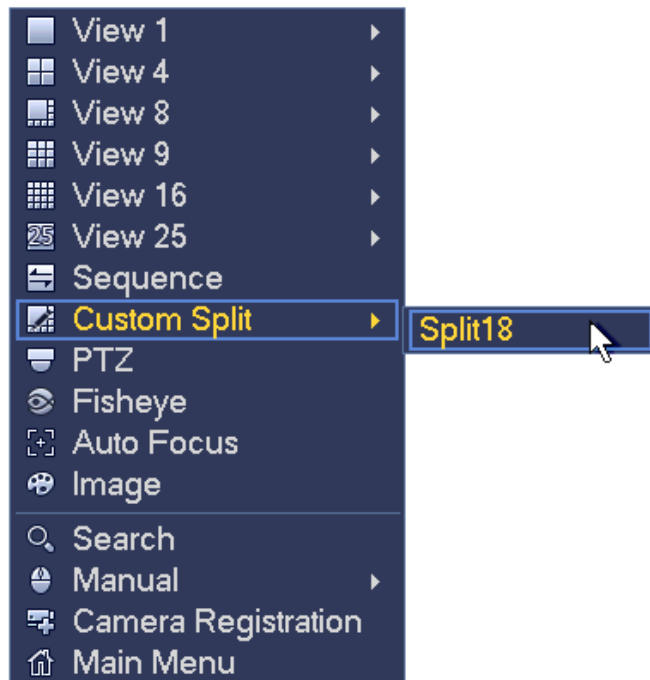 View 1
View 4
View 8
View 9
View 16
25 View 25
Sequence
Custom Split
Split18
PTZ
Fisheye
Auto Focus
Image
Search
Manual
Camera Registration
Main Menu